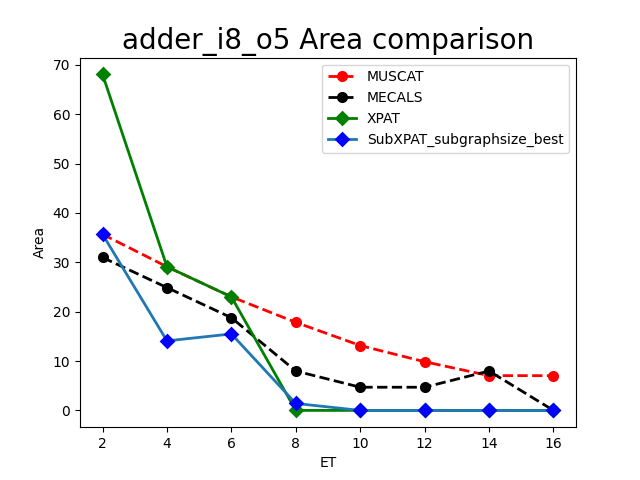 adder_i8_o5 Area comparison
MUSCAT
MECALS
XPAT
SubXPAT_subgraphsize_best
Area
70
60
50
40
30
20
10
0
2 4 6 8 10 12 14 16
ET